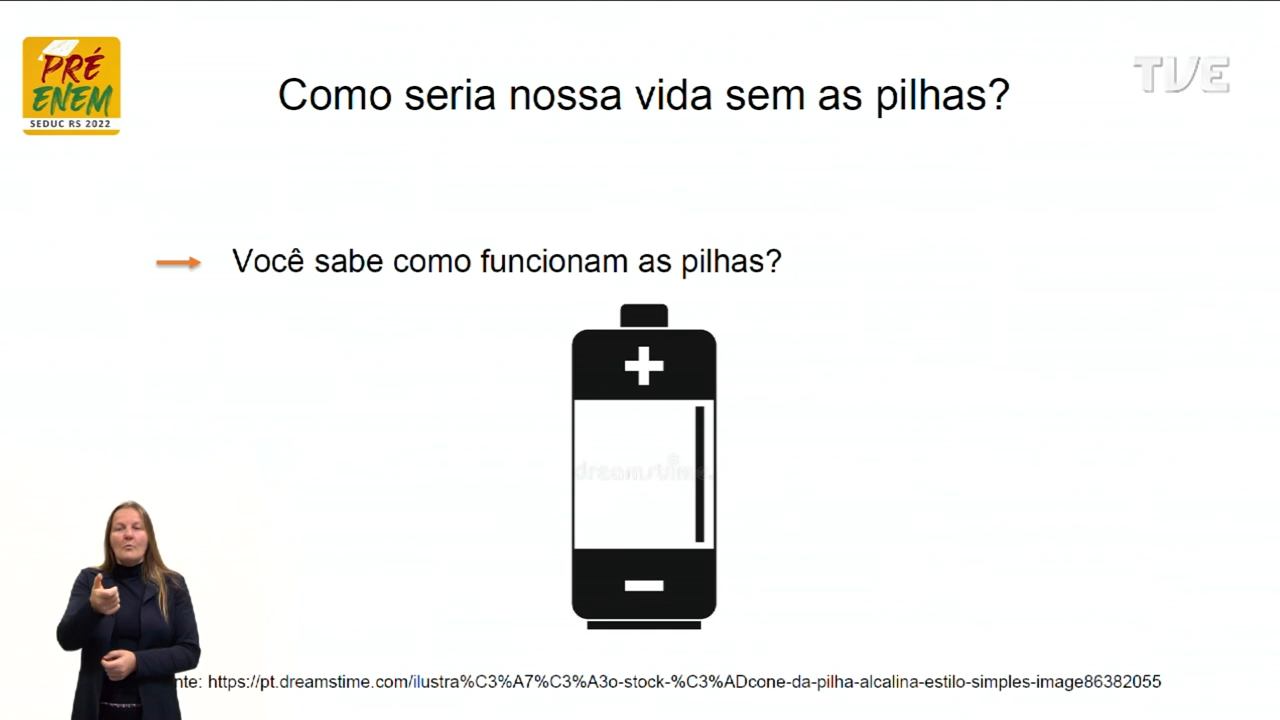 PRÉ
ENEM
SEDUC RS 2022
TVE
Como seria nossa vida sem as pilhas?
Você sabe como funcionam as pilhas?
+
dreamstime
-
nte: https://pt.dreamstime.com/ilustra%C3%A7%C3%A3o-stock-%C3%ADcone-da-pilha-alcalina-estilo-simples-image86382055